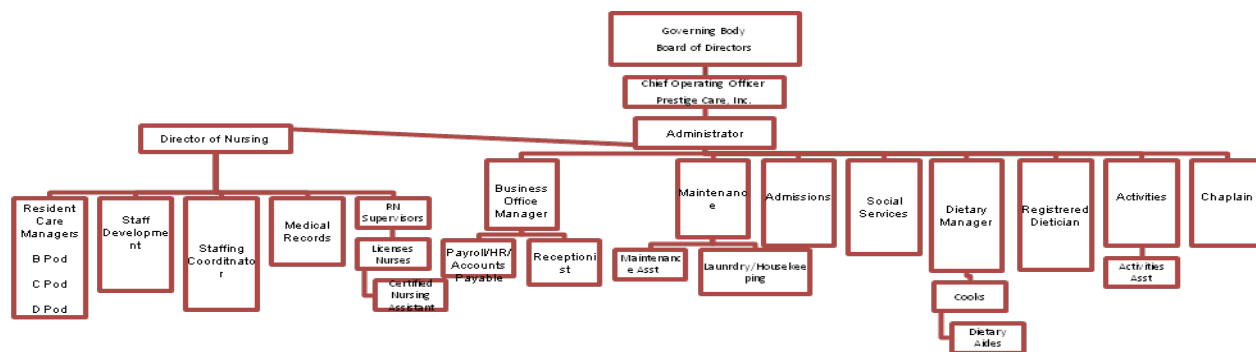 Governing Body
Board of Directors
Chief Operating Officer
Prestige Care, Inc.
Administrator
Director of Nursing
Resident
Care
Managers
B Pod
C Pod
D Pod
Staff
Developme
nt
Staffing
Coorditnato
r
Medical
Records
RN
Supervisors
Licenses
Nurses
Certified
Nursing
Assistant
Business
Office
Manager
Payroll/HR/
Accounts
Payable
Receptioni
st
Maintenanc
e
Maintenanc
e Asst
Launrdry/Housekee
ping
Admissions
Social
Services
Dietary
Manager
Cooks
Dietary
Aides
Registrered
Dietician
Activities
Activities
Asst
Chaplain